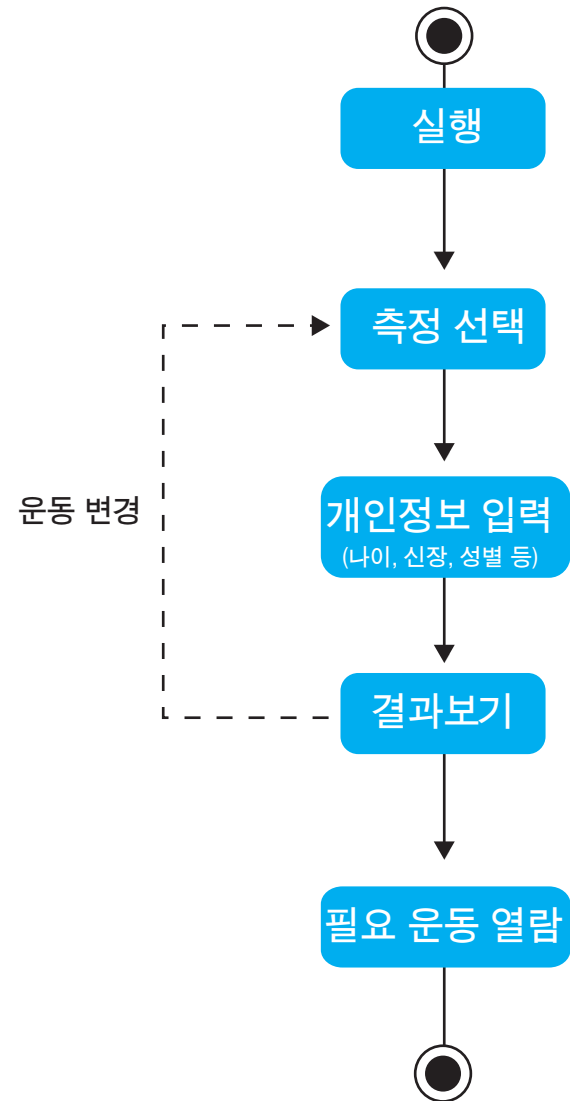 실행
측정 선택
운동 변경
개인정보 입력
(나이, 신장, 성별 등)
결과보기
필요 운동 열람